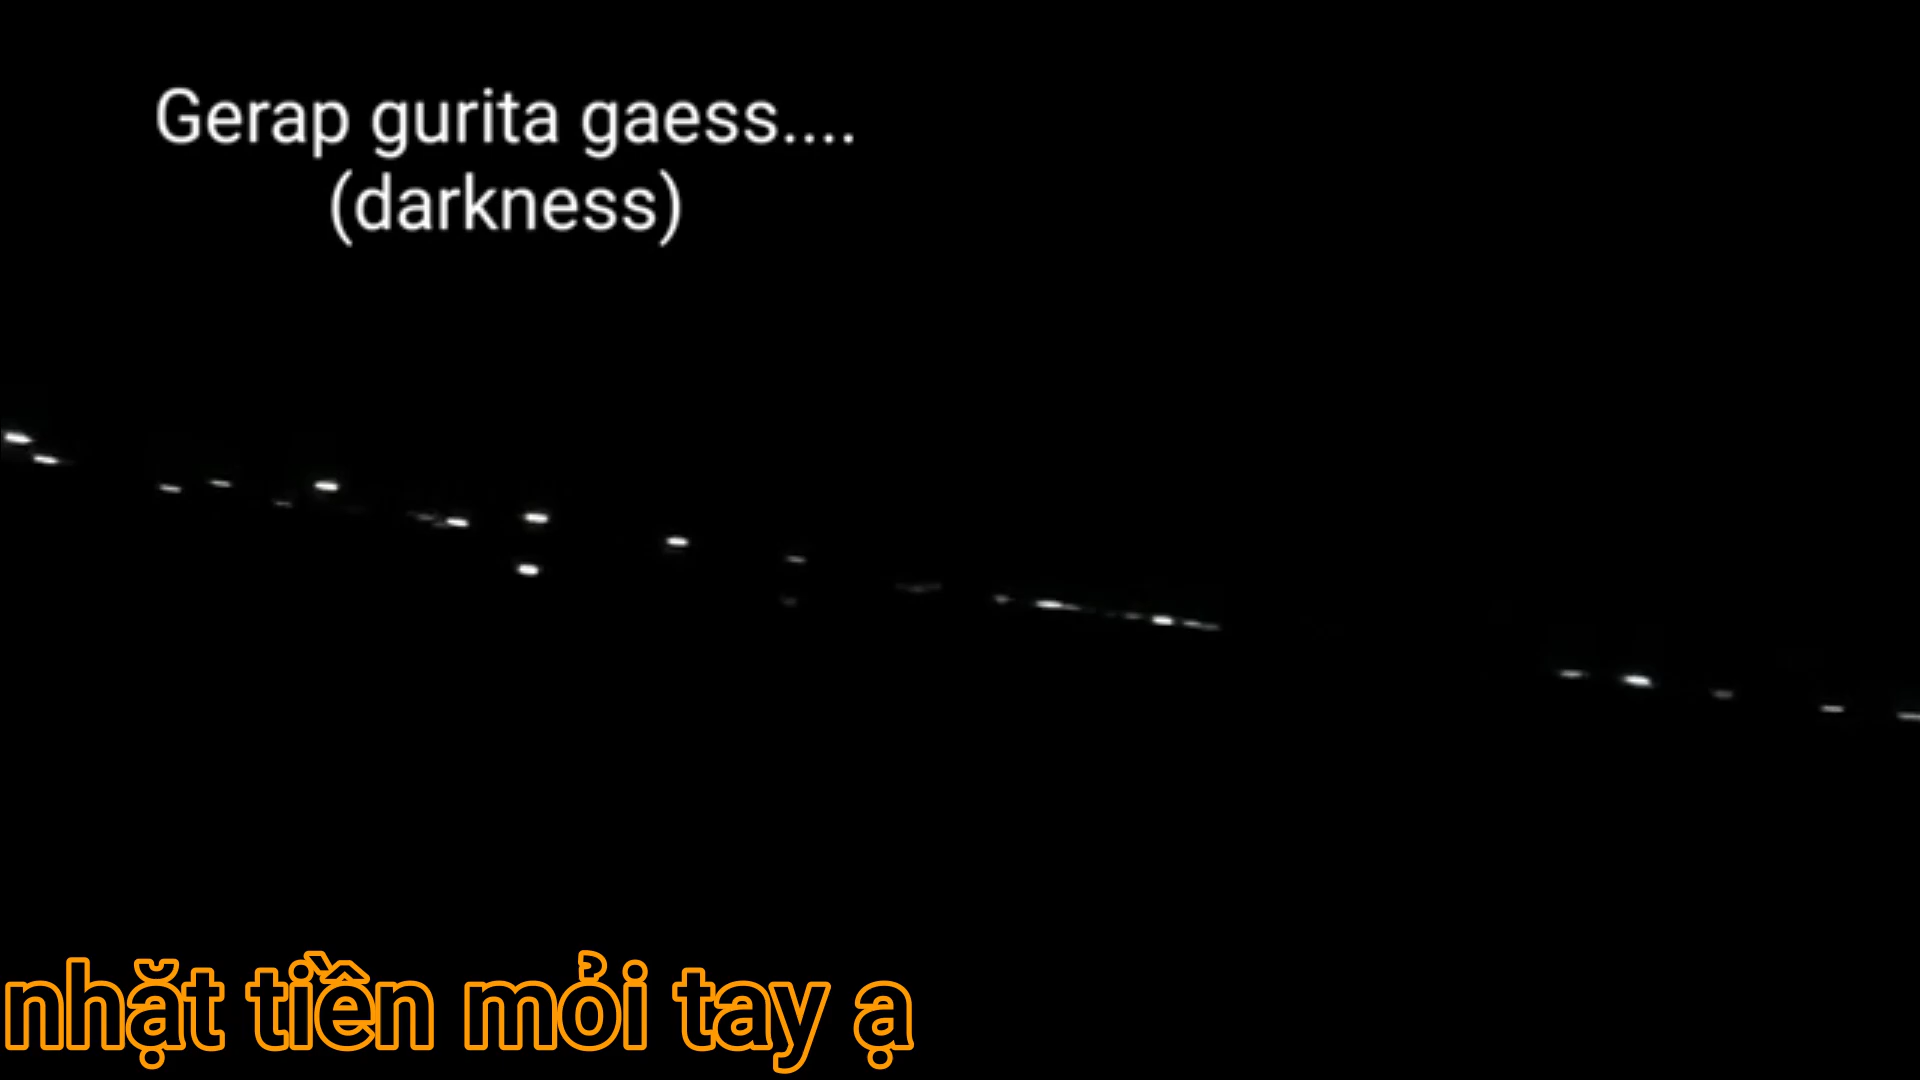 Gerap gurita gaess....
(darkness)
nhặt tiền mỏi tay ạ